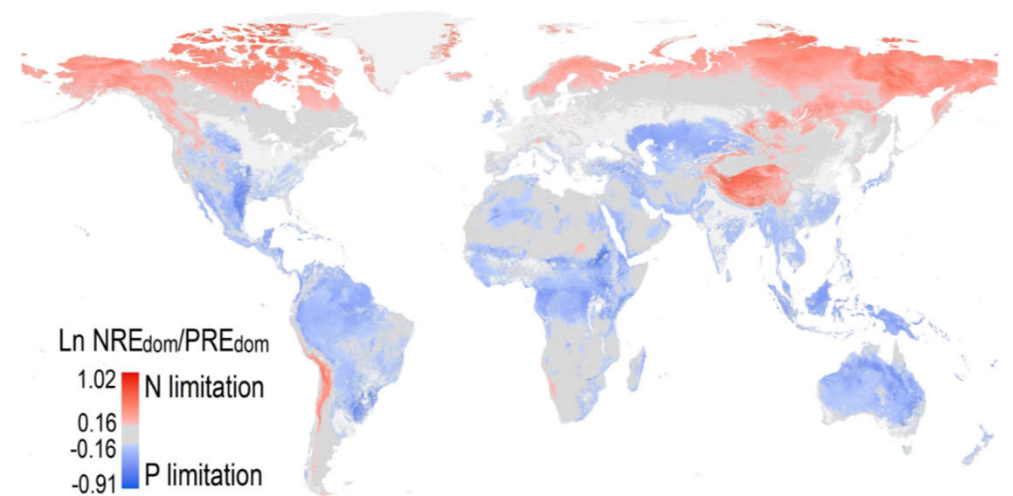 Ln NREdom/PREdom
1.02 N limitation
0.16
-0.16
-0.91 P limitation